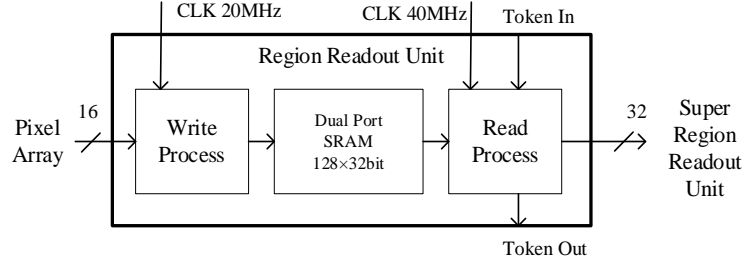 CLK 20MHz
CLK 40MHz
Token In
Region Readout Unit
16
Pixel
Array
Write
Process
Dual Port
SRAM
128×32bit
Read
Process
32
Super
Region
Readout
Unit
Token Out